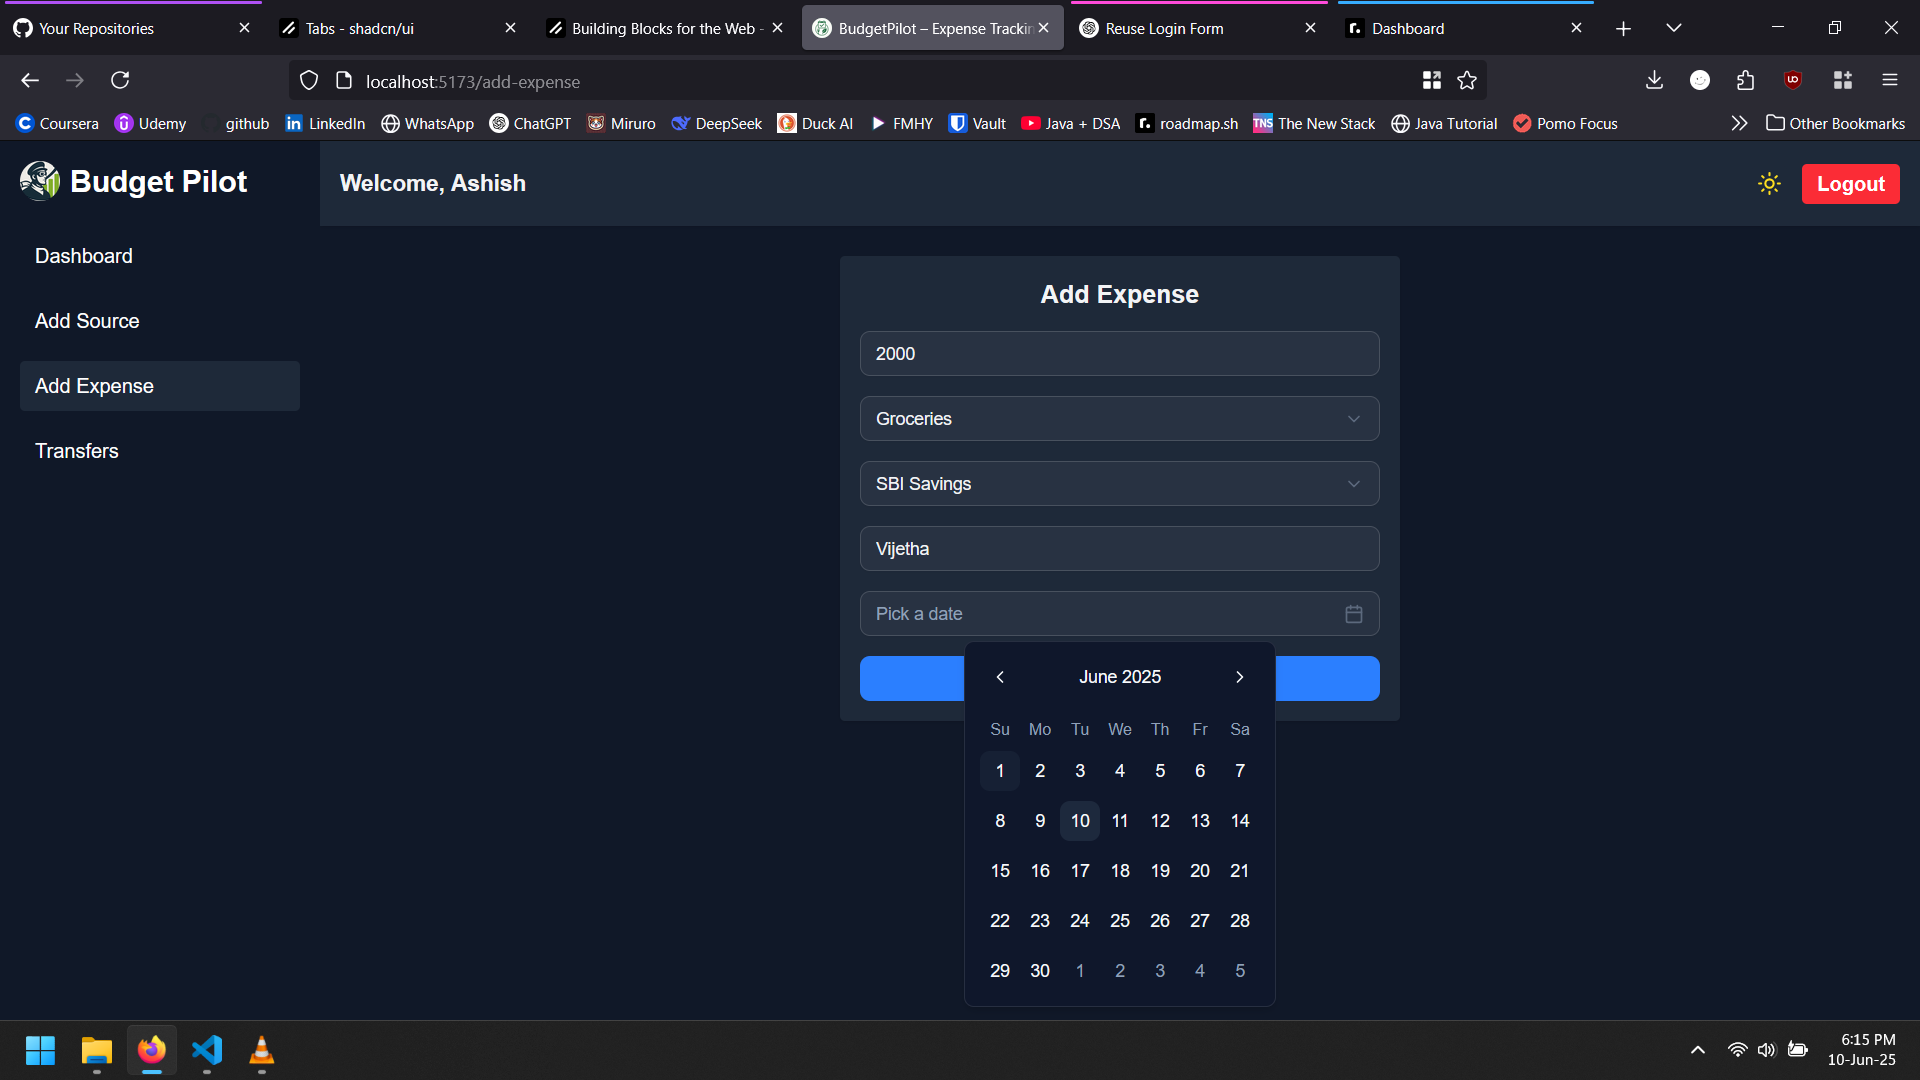 Your Repositories
Tabs - shadcn/ui
Building Blocks for the Web -
BudgetPilot – Expense Trackin
Reuse Login Form
r.
Dashboard
localhost:5173/add-expense
Coursera
Udemy
github
LinkedIn
WhatsApp
ChatGPT
Miruro
DeepSeek
Duck AI
FMHY
Vault
Java + DSA
r.
roadmap.sh
TNS
The New Stack
Java Tutorial
Pomo Focus
Other Bookmarks
Budget Pilot
Welcome, Ashish
Logout
Dashboard
Add Source
Add Expense
Transfers
Add Expense
2000
Groceries
SBI Savings
Vijetha
Pick a date
June 2025
Su Mo Tu We Th Fr Sa
1 2 3 4 5 6 7
8 9 10 11 12 13 14
15 16 17 18 19 20 21
22 23 24 25 26 27 28
29 30 1 2 3 4 5
6:15 PM
10-Jun-25